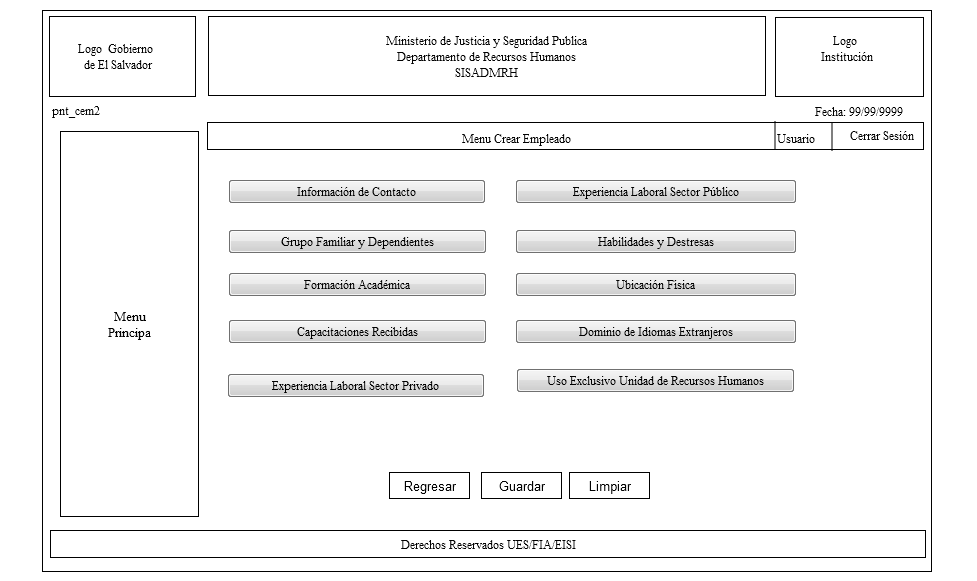 Logo Gobierno
de El Salvador
Ministerio de Justicia y Seguridad Publica
Departamento de Recursos Humanos
SISADMRH
Logo
Institución
pnt_cem2
Fecha: 99/99/9999
Menu Crear Empleado
Usuario
Cerrar Sesión
Menu
Principa
Información de Contacto
Experiencia Laboral Sector Público
Grupo Familiar y Dependientes
Habilidades y Destresas
Formación Académica
Ubicación Fisica
Capacitaciones Recibidas
Dominio de Idiomas Extranjeros
Experiencia Laboral Sector Privado
Uso Exclusivo Unidad de Recursos Humanos
Regresar
Guardar
Limpiar
Derechos Reservados UES/FIA/EISI